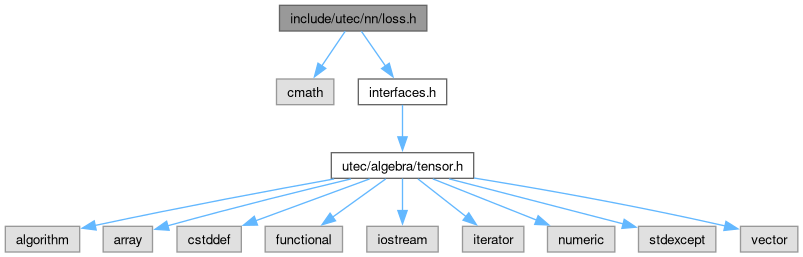 include/utec/nn/loss.h
cmath
interfaces.h
utec/algebra/tensor.h
algorithm
array
cstddef
functional
iostream
iterator
numeric
stdexcept
vector